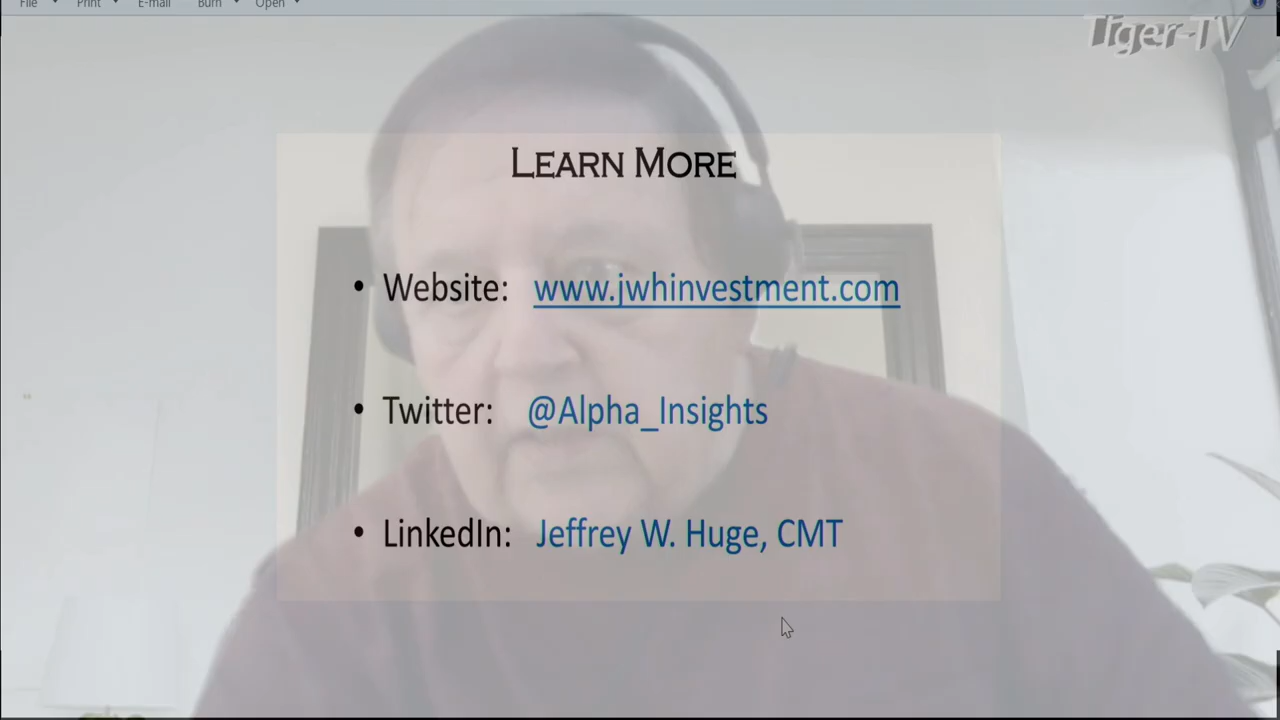 File Print E-mail Burn Open
Tiger-TV
LEARN MORE
• Website: www.jwhinvestment.com
• Twitter: @Alpha_Insights
• LinkedIn: Jeffrey W. Huge, CMT